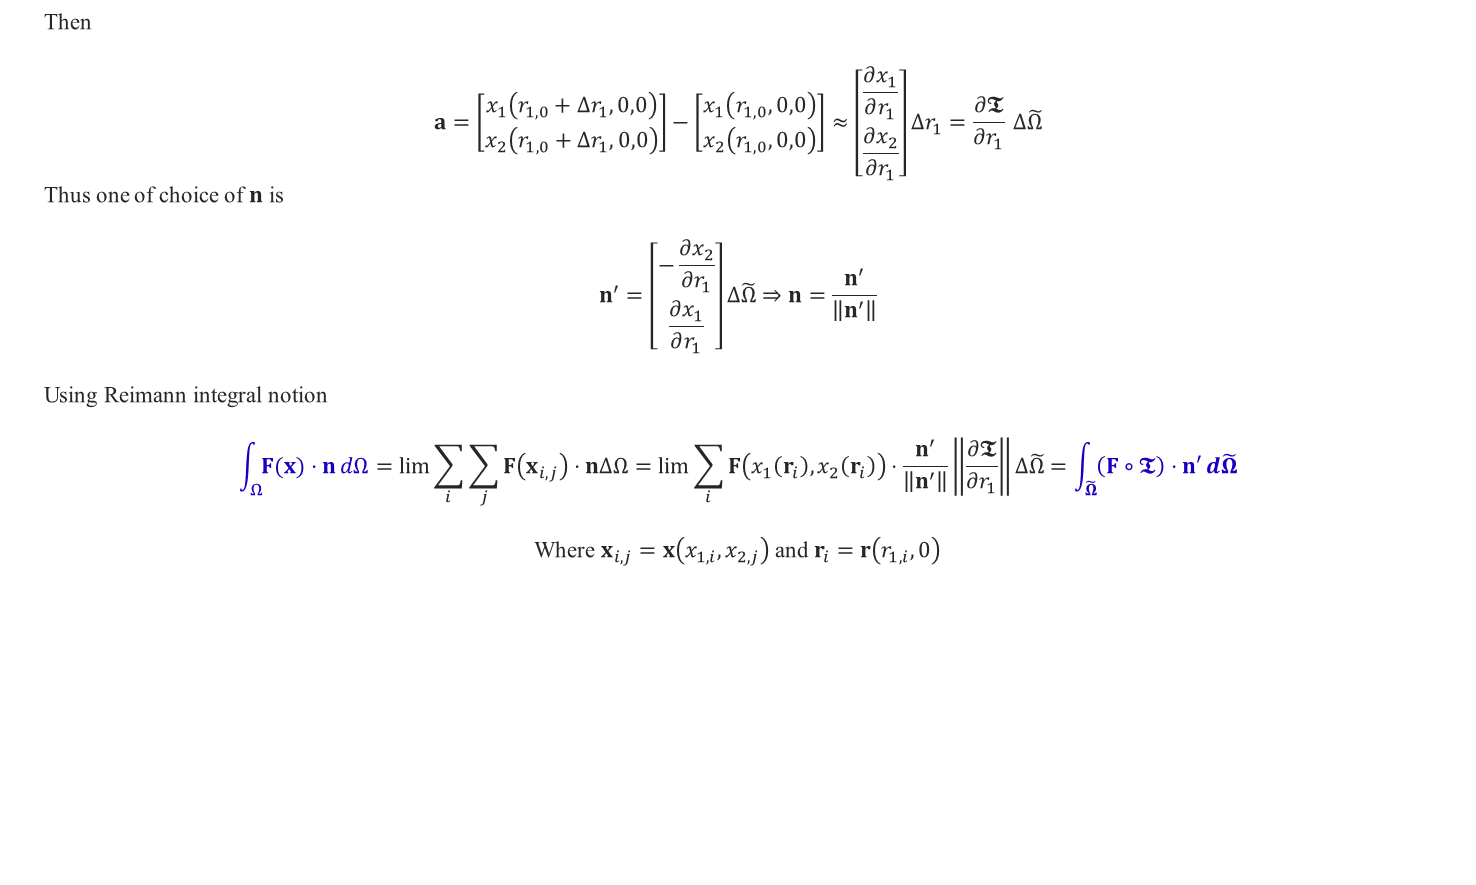 Then
𝐚 = [x₁(r₁,₀ + Δr₁, 0,0) x₂(r₁,₀ + Δr₁, 0,0)] − [x₁(r₁,₀, 0,0) x₂(r₁,₀, 0,0)] ≈ [∂x₁/∂r₁ ∂x₂/∂r₁] Δr₁ = ∂𝕿/∂r₁ ΔΩ̃
Thus one of choice of 𝐧 is
𝐧′ = [−∂x₂/∂r₁ ∂x₁/∂r₁] ΔΩ̃ ⇒ 𝐧 = 𝐧′/‖𝐧′‖
Using Reimann integral notion
∫_Ω 𝐅(𝐱) · 𝐧 dΩ = lim ∑_i ∑_j 𝐅(𝐱_{i,j}) · 𝐧ΔΩ = lim ∑_i 𝐅(x₁(𝐫_i), x₂(𝐫_i)) · 𝐧′/‖𝐧′‖ ‖∂𝕿/∂r₁‖ ΔΩ̃ = ∫_Ω̃ (𝐅 ∘ 𝕿) · 𝐧′ 𝒅Ω̃
Where 𝐱_{i,j} = 𝐱(x_{1,i}, x_{2,j}) and 𝐫_i = 𝐫(r_{1,i}, 0)